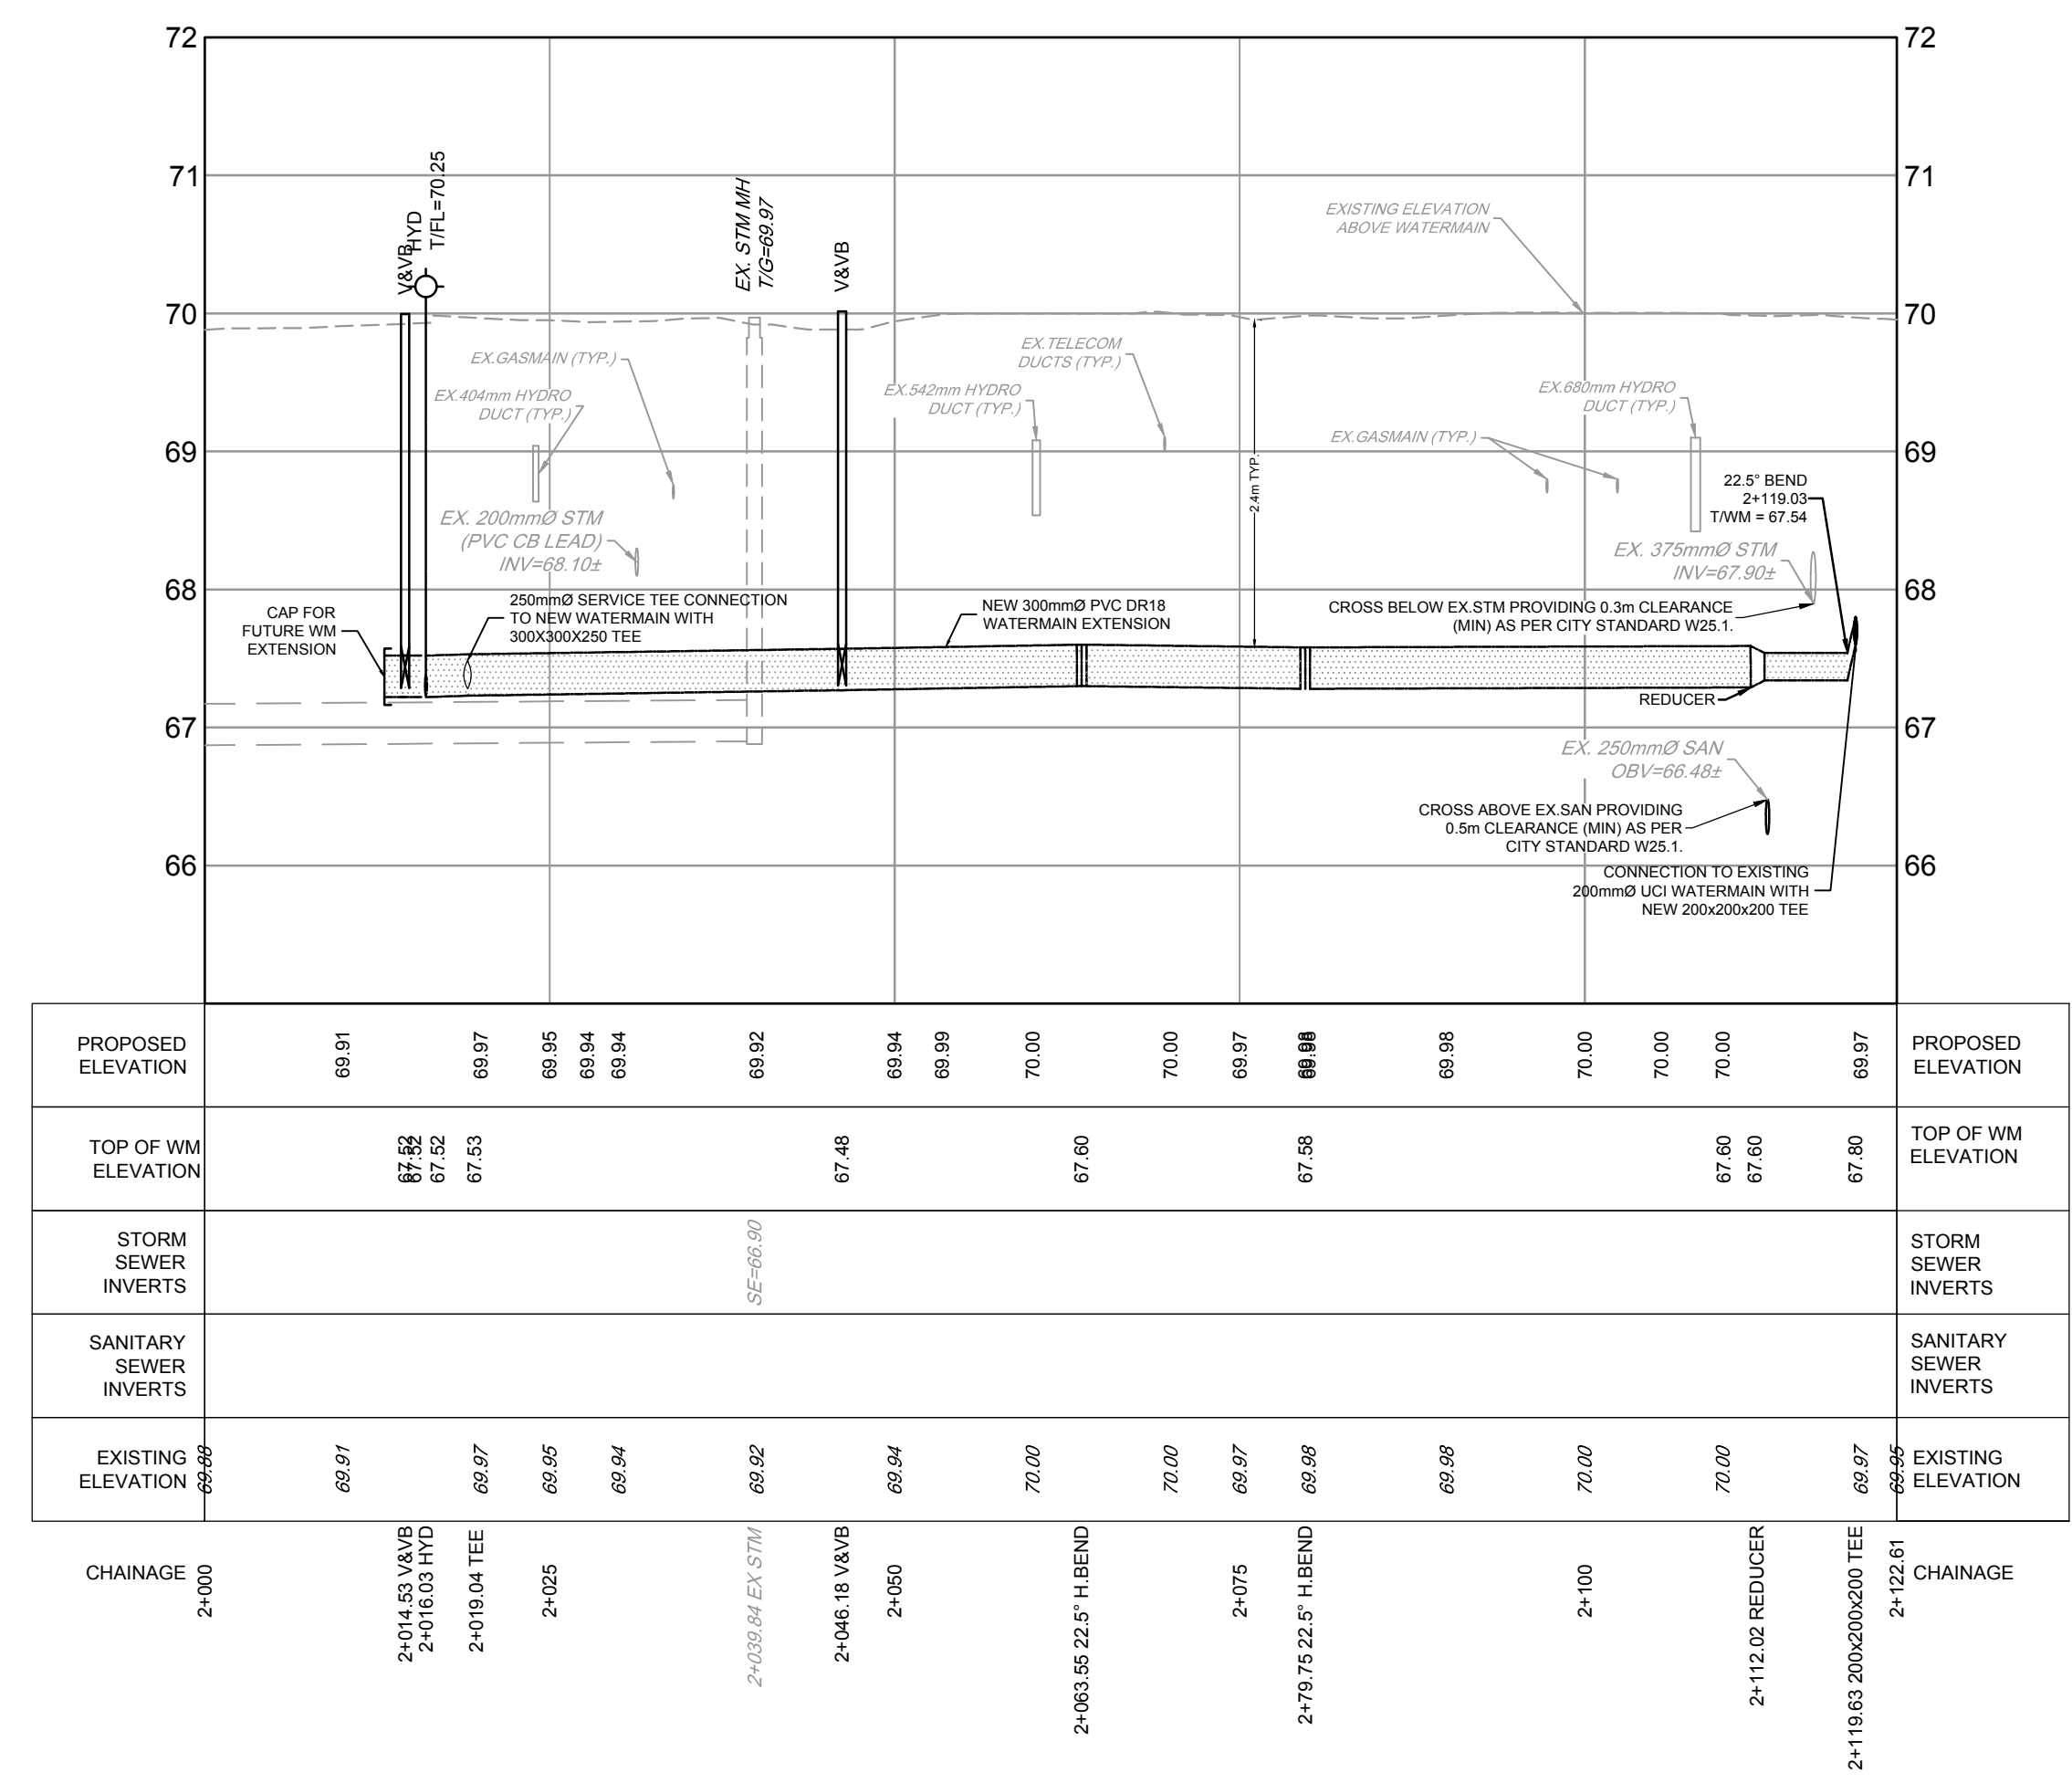 72
72
71
71
70
70
69
69
68
68
67
67
66
66
V&VB
HYD
T/FL=70.25
EX. STM MH
T/G=69.97
V&VB
EXISTING ELEVATION
ABOVE WATERMAIN
EX.GASMAIN (TYP.)
EX.404mm HYDRO
DUCT (TYP.)
EX.TELECOM
DUCTS (TYP.)
EX.542mm HYDRO
DUCT (TYP.)
2.4m TYP.
EX.680mm HYDRO
DUCT (TYP.)
EX.GASMAIN (TYP.)
22.5° BEND
2+119.03
T/WM = 67.54
EX. 200mmØ STM
(PVC CB LEAD)
INV=68.10±
EX. 375mmØ STM
INV=67.90±
CAP FOR
FUTURE WM
EXTENSION
250mmØ SERVICE TEE CONNECTION
TO NEW WATERMAIN WITH
300X300X250 TEE
NEW 300mmØ PVC DR18
WATERMAIN EXTENSION
CROSS BELOW EX.STM PROVIDING 0.3m CLEARANCE
(MIN) AS PER CITY STANDARD W25.1.
REDUCER
EX. 250mmØ SAN
OBV=66.48±
CROSS ABOVE EX.SAN PROVIDING
0.5m CLEARANCE (MIN) AS PER
CITY STANDARD W25.1.
CONNECTION TO EXISTING
200mmØ UCI WATERMAIN WITH
NEW 200x200x200 TEE
PROPOSED
ELEVATION
69.91
69.97
69.95
69.94
69.94
69.92
69.94
69.99
70.00
70.00
69.97
69.98
69.98
70.00
70.00
70.00
69.97
PROPOSED
ELEVATION
TOP OF WM
ELEVATION
67.52
67.52
67.52
67.53
67.48
67.60
67.58
67.60
67.60
67.80
TOP OF WM
ELEVATION
STORM
SEWER
INVERTS
SE=66.90
STORM
SEWER
INVERTS
SANITARY
SEWER
INVERTS
SANITARY
SEWER
INVERTS
EXISTING
ELEVATION
69.88
69.91
69.97
69.95
69.94
69.92
69.94
70.00
70.00
69.97
69.98
69.98
70.00
70.00
69.97
69.95
EXISTING
ELEVATION
CHAINAGE
2+000
2+014.53 V&VB
2+016.03 HYD
2+019.04 TEE
2+025
2+039.84 EX STM
2+046.18 V&VB
2+050
2+063.55 22.5° H.BEND
2+075
2+79.75 22.5° H.BEND
2+100
2+112.02 REDUCER
2+119.63 200x200x200 TEE
2+122.61
CHAINAGE